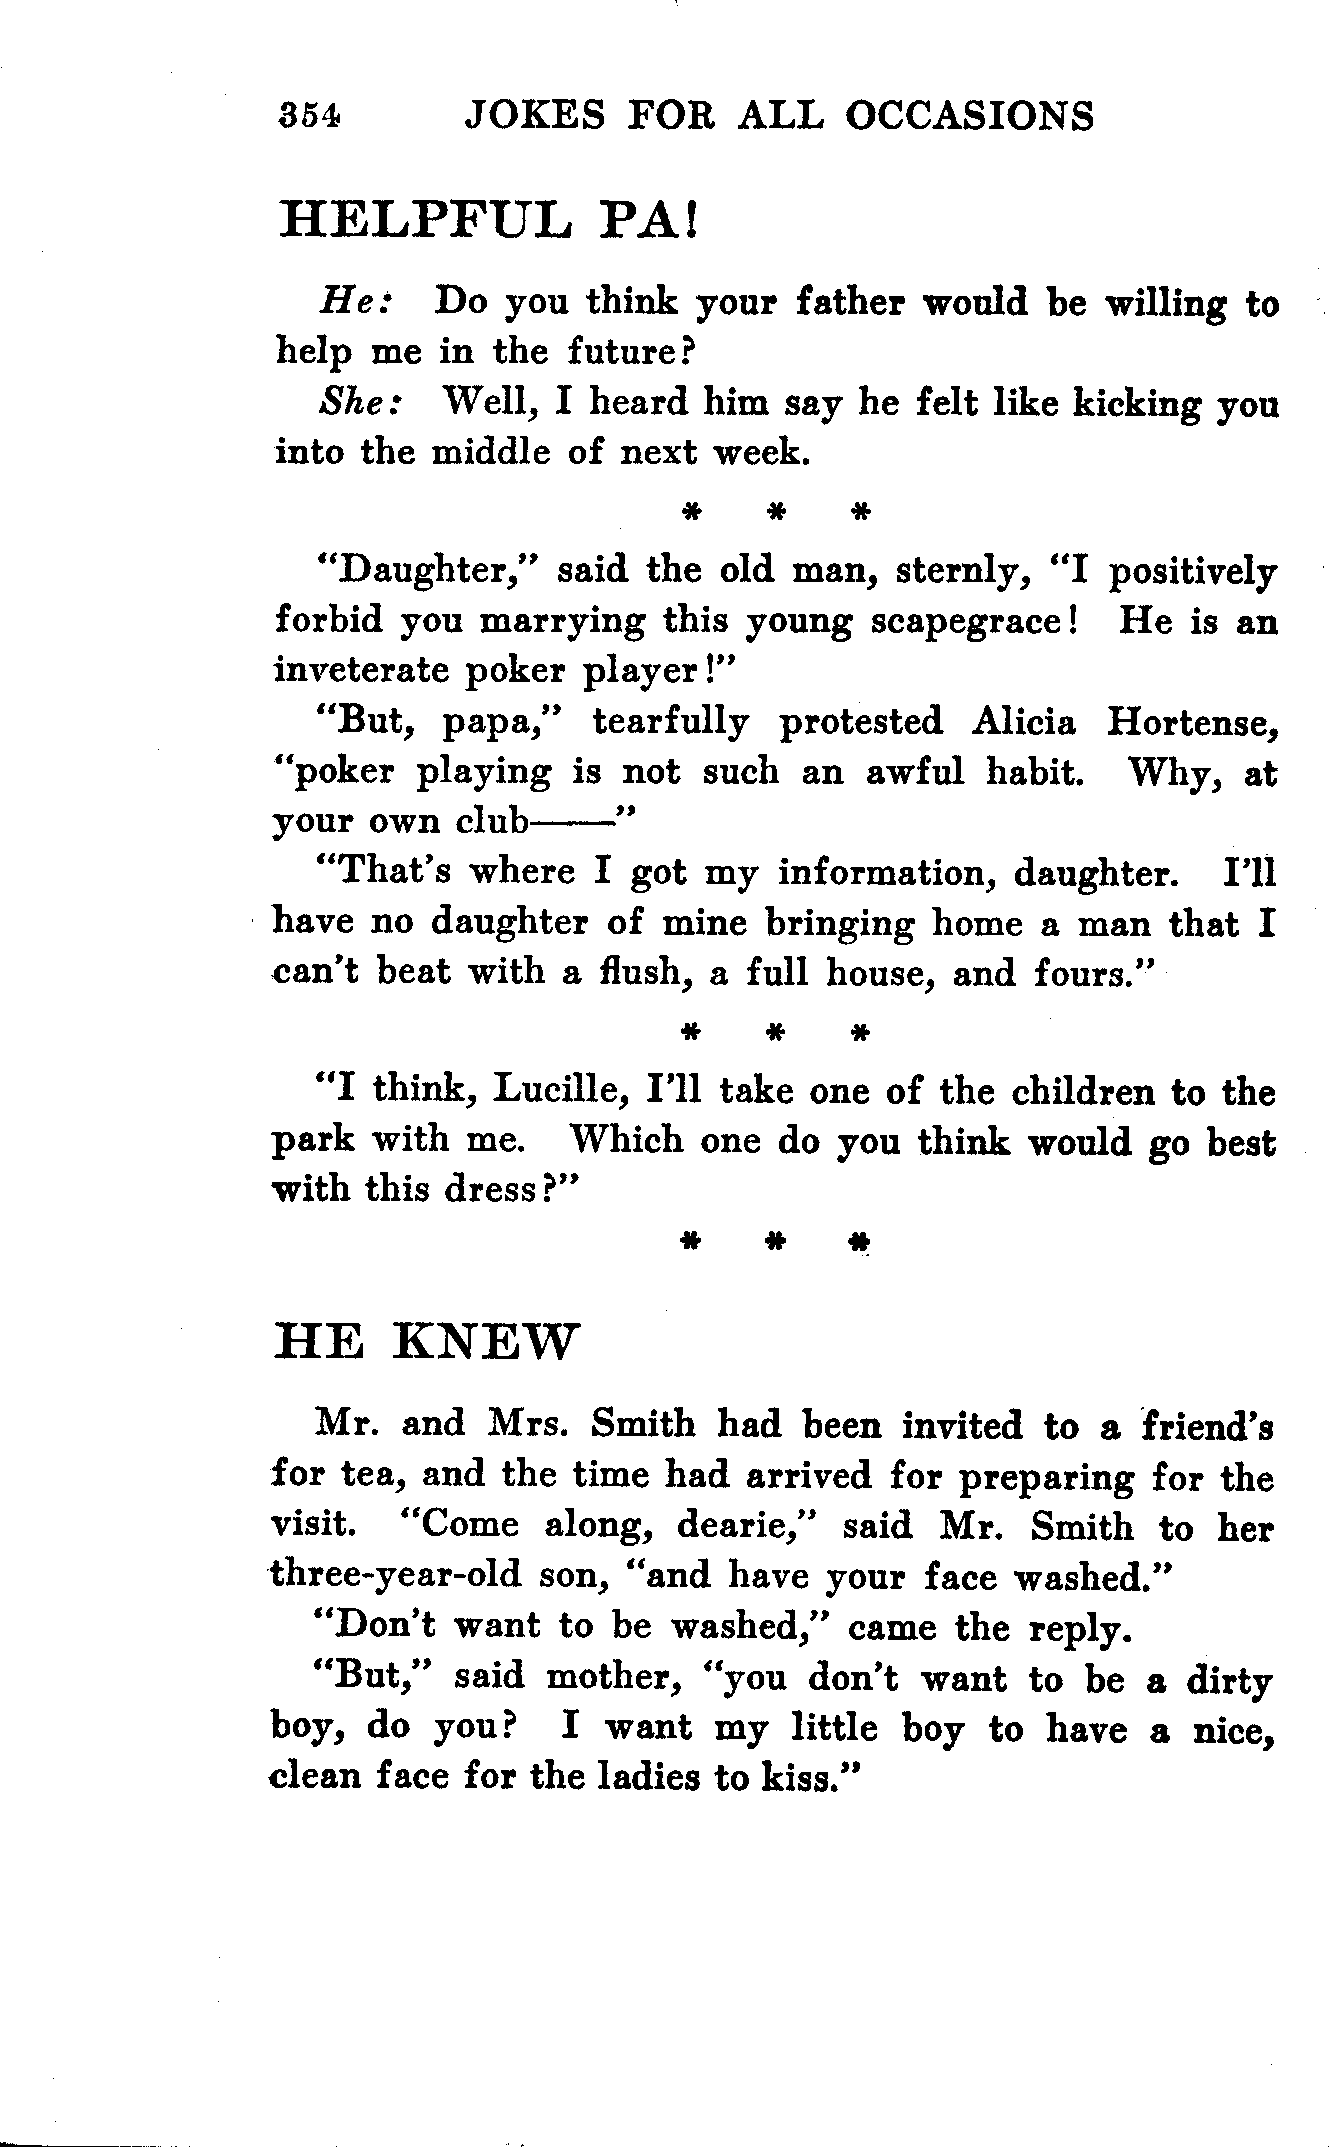 354 JOKES FOR ALL OCCASIONS
HELPFUL PA!
He: Do you think your father would be willing to
help me in the future?
She: Well, I heard him say he felt like kicking you
into the middle of next week.
* * *
“Daughter,” said the old man, sternly, “I positively
forbid you marrying this young scapegrace! He is an
inveterate poker player!”
“But, papa,” tearfully protested Alicia Hortense,
“poker playing is not such an awful habit. Why, at
your own club——”
“That’s where I got my information, daughter. I’ll
have no daughter of mine bringing home a man that I
can’t beat with a flush, a full house, and fours.”
* * *
“I think, Lucille, I’ll take one of the children to the
park with me. Which one do you think would go best
with this dress?”
* * *
HE KNEW
Mr. and Mrs. Smith had been invited to a friend’s
for tea, and the time had arrived for preparing for the
visit. “Come along, dearie,” said Mr. Smith to her
three-year-old son, “and have your face washed.”
“Don’t want to be washed,” came the reply.
“But,” said mother, “you don’t want to be a dirty
boy, do you? I want my little boy to have a nice,
clean face for the ladies to kiss.”